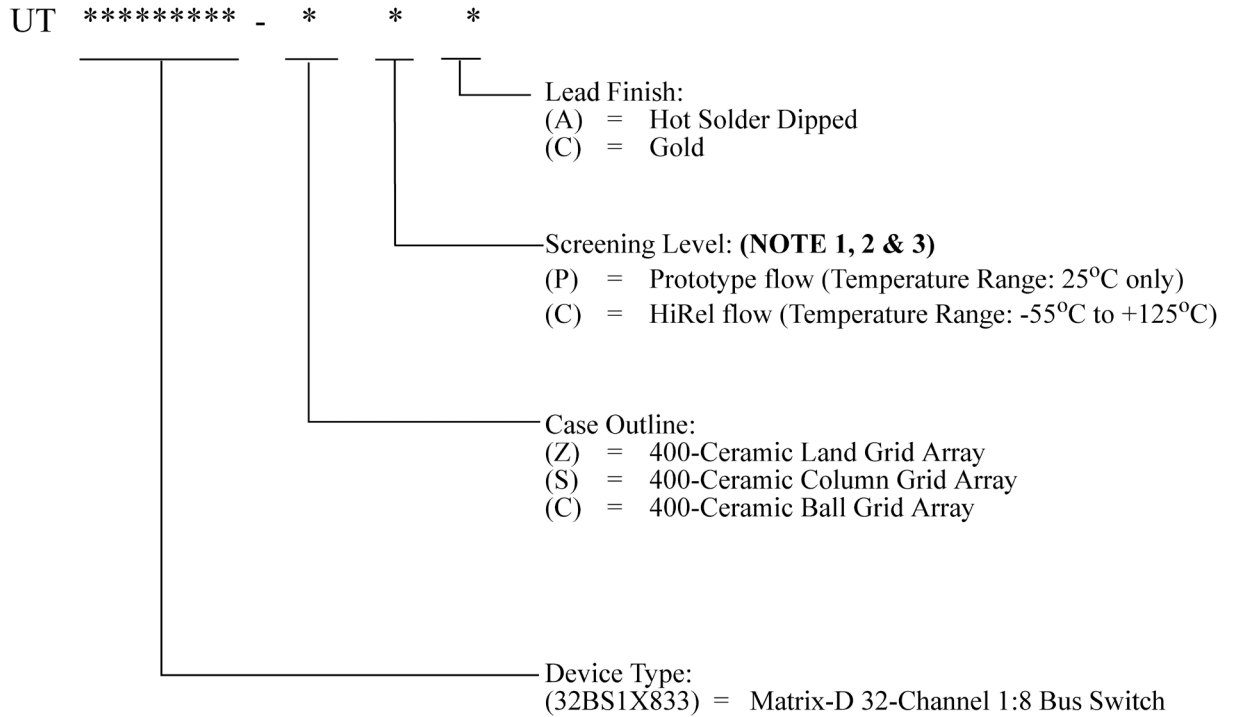 UT ********* - * * *
Lead Finish:
(A) = Hot Solder Dipped
(C) = Gold
Screening Level: (NOTE 1, 2 & 3)
(P) = Prototype flow (Temperature Range: 25°C only)
(C) = HiRel flow (Temperature Range: -55°C to +125°C)
Case Outline:
(Z) = 400-Ceramic Land Grid Array
(S) = 400-Ceramic Column Grid Array
(C) = 400-Ceramic Ball Grid Array
Device Type:
(32BS1X833) = Matrix-D 32-Channel 1:8 Bus Switch